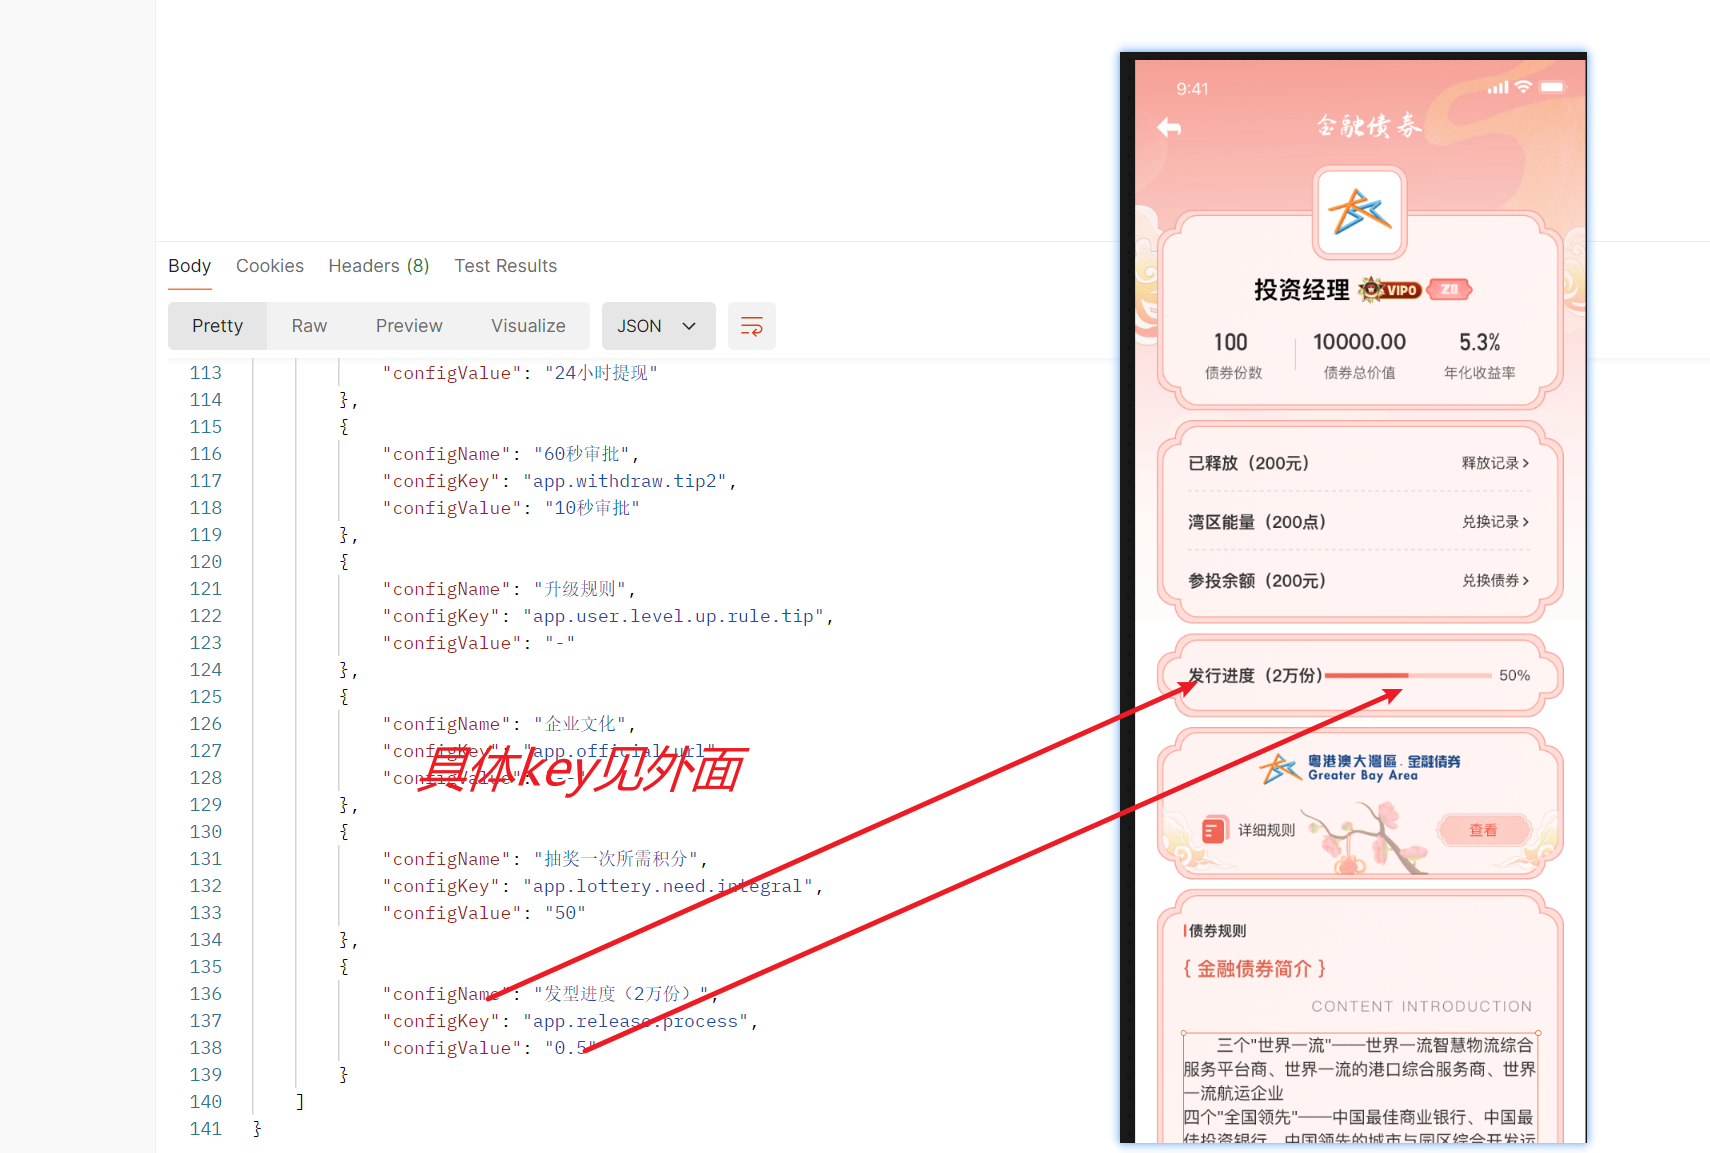 Body Cookies Headers (8) Test Results
Pretty Raw Preview Visualize JSON
113 "configValue": "24小时提现"
114 },
115 {
116 "configName": "60秒审批",
117 "configKey": "app.withdraw.tip2",
118 "configValue": "10秒审批"
119 },
120 {
121 "configName": "升级规则",
122 "configKey": "app.user.level.up.rule.tip",
123 "configValue": "-"
124 },
125 {
126 "configName": "企业文化",
127 "configKey": "app.official.url"
128 "configValue": "--"
129 },
130 {
131 "configName": "抽奖一次所需积分",
132 "configKey": "app.lottery.need.integral",
133 "configValue": "50"
134 },
135 {
136 "configName": "发型进度（2万份）",
137 "configKey": "app.release.process",
138 "configValue": "0.5"
139 }
140 ]
141 }
具体key见外面
9:41
金融债券
投资经理 VIP0 Z0
100 10000.00 5.3%
债券份数 债券总价值 年化收益率
已释放（200元） 释放记录
湾区能量（200点） 兑换记录
参投余额（200元） 兑换债券
发行进度（2万份） 50%
粤港澳大灣區.金融債券
Greater Bay Area
详细规则 查看
债券规则
{ 金融债券简介 }
CONTENT INTRODUCTION
三个"世界一流"——世界一流智慧物流综合
服务平台商、世界一流的港口综合服务商、世界
一流航运企业
四个"全国领先"——中国最佳商业银行、中国最
佳投资银行、中国领先的城市与园区综合开发运